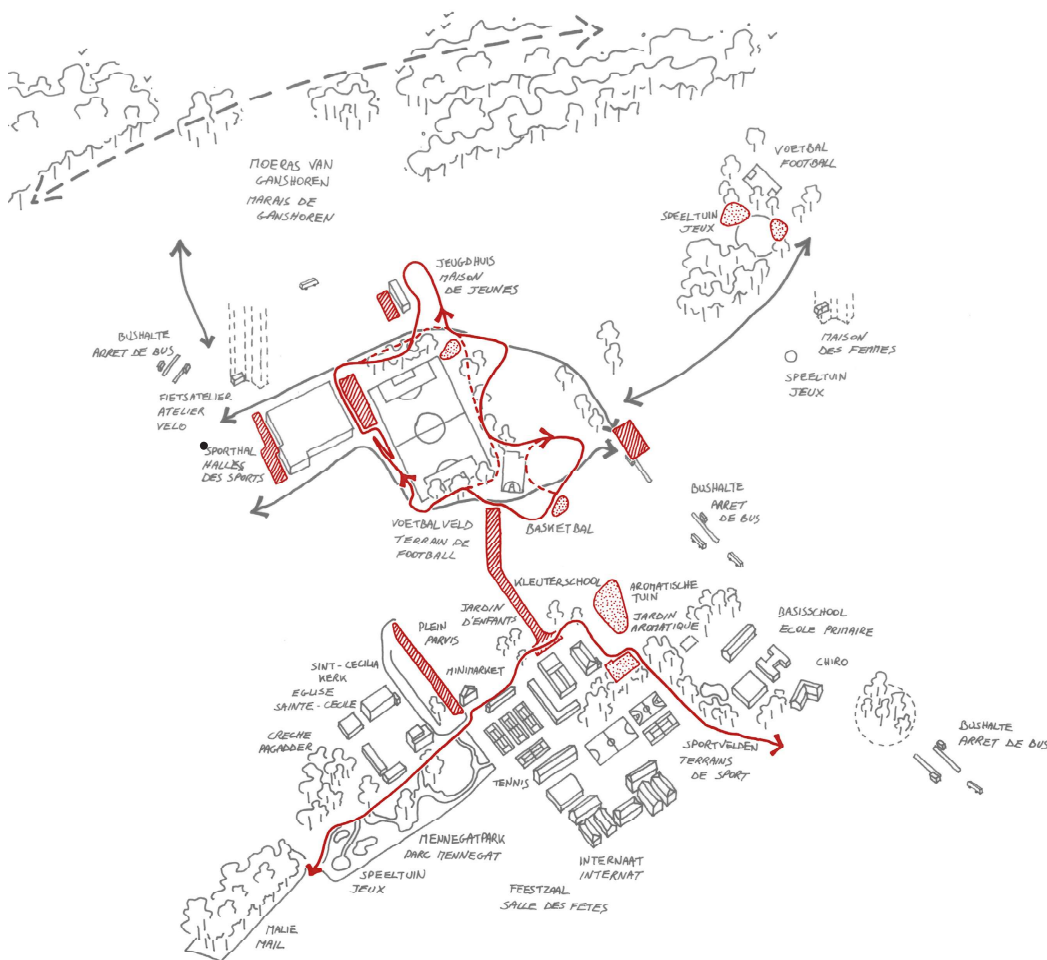 MOERAS VAN
GANSHOREN
MARAIS DE
GANSHOREN
VOETBAL
FOOTBALL
SPEELTUIN
JEUX
JEUGDHUIS
MAISON
DE JEUNES
BUSHALTE
ARRET DE BUS
MAISON
DES FEMMES
SPEELTUIN
JEUX
FIETSATELIER
ATELIER
VELO
SPORTHAL
HALLES
DES SPORTS
VOETBALVELD
TERRAIN DE
FOOTBALL
BASKETBAL
BUSHALTE
ARRET
DE BUS
KLEUTERSCHOOL
JARDIN
D'ENFANTS
AROMATISCHE
TUIN
JARDIN
AROMATIQUE
BASISSCHOOL
ECOLE PRIMAIRE
CHIRO
PLEIN
PARVIS
MINIMARKET
SINT-CECILIA
KERK
EGLISE
SAINTE-CECILE
CRECHE
PAGADDER
BUSHALTE
ARRET DE BUS
SPORTVELDEN
TERRAINS
DE SPORT
TENNIS
MENNEGATPARK
PARC MENNEGAT
SPEELTUIN
JEUX
INTERNAAT
INTERNAT
FEESTZAAL
SALLE DES FETES
MALIE
MAIL